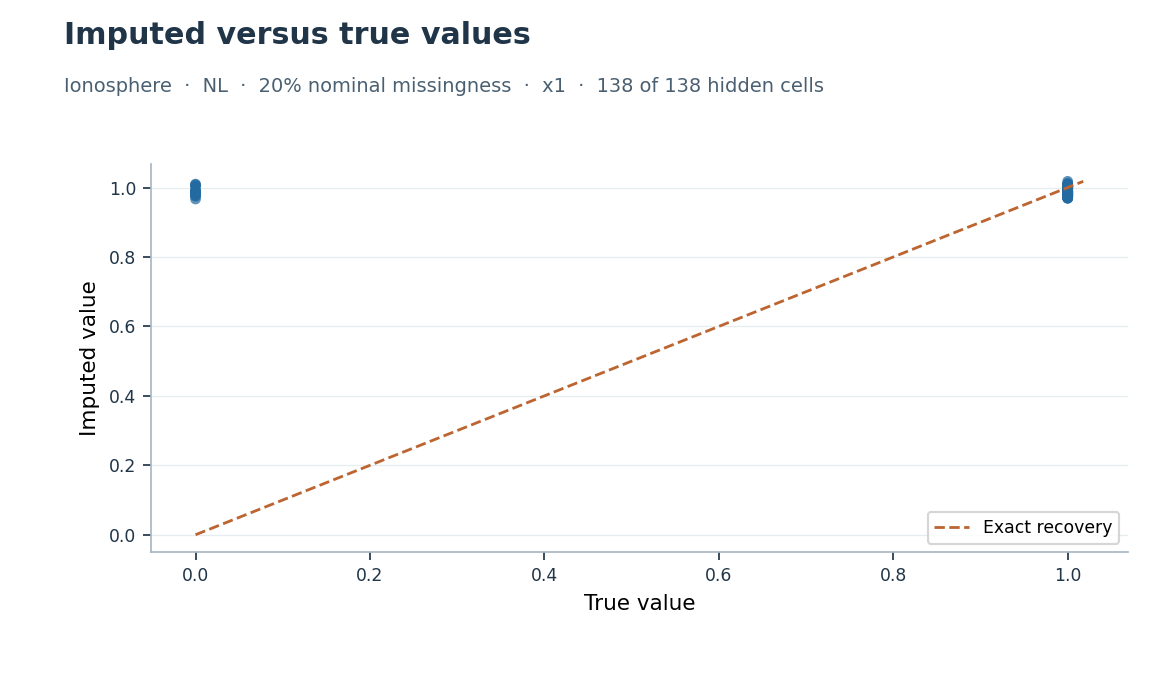 Imputed versus true values
Ionosphere · NL · 20% nominal missingness · x1 · 138 of 138 hidden cells
1.0
0.8
0.6
0.4
0.2
0.0
Imputed value
Exact recovery
0.0 0.2 0.4 0.6 0.8 1.0
True value